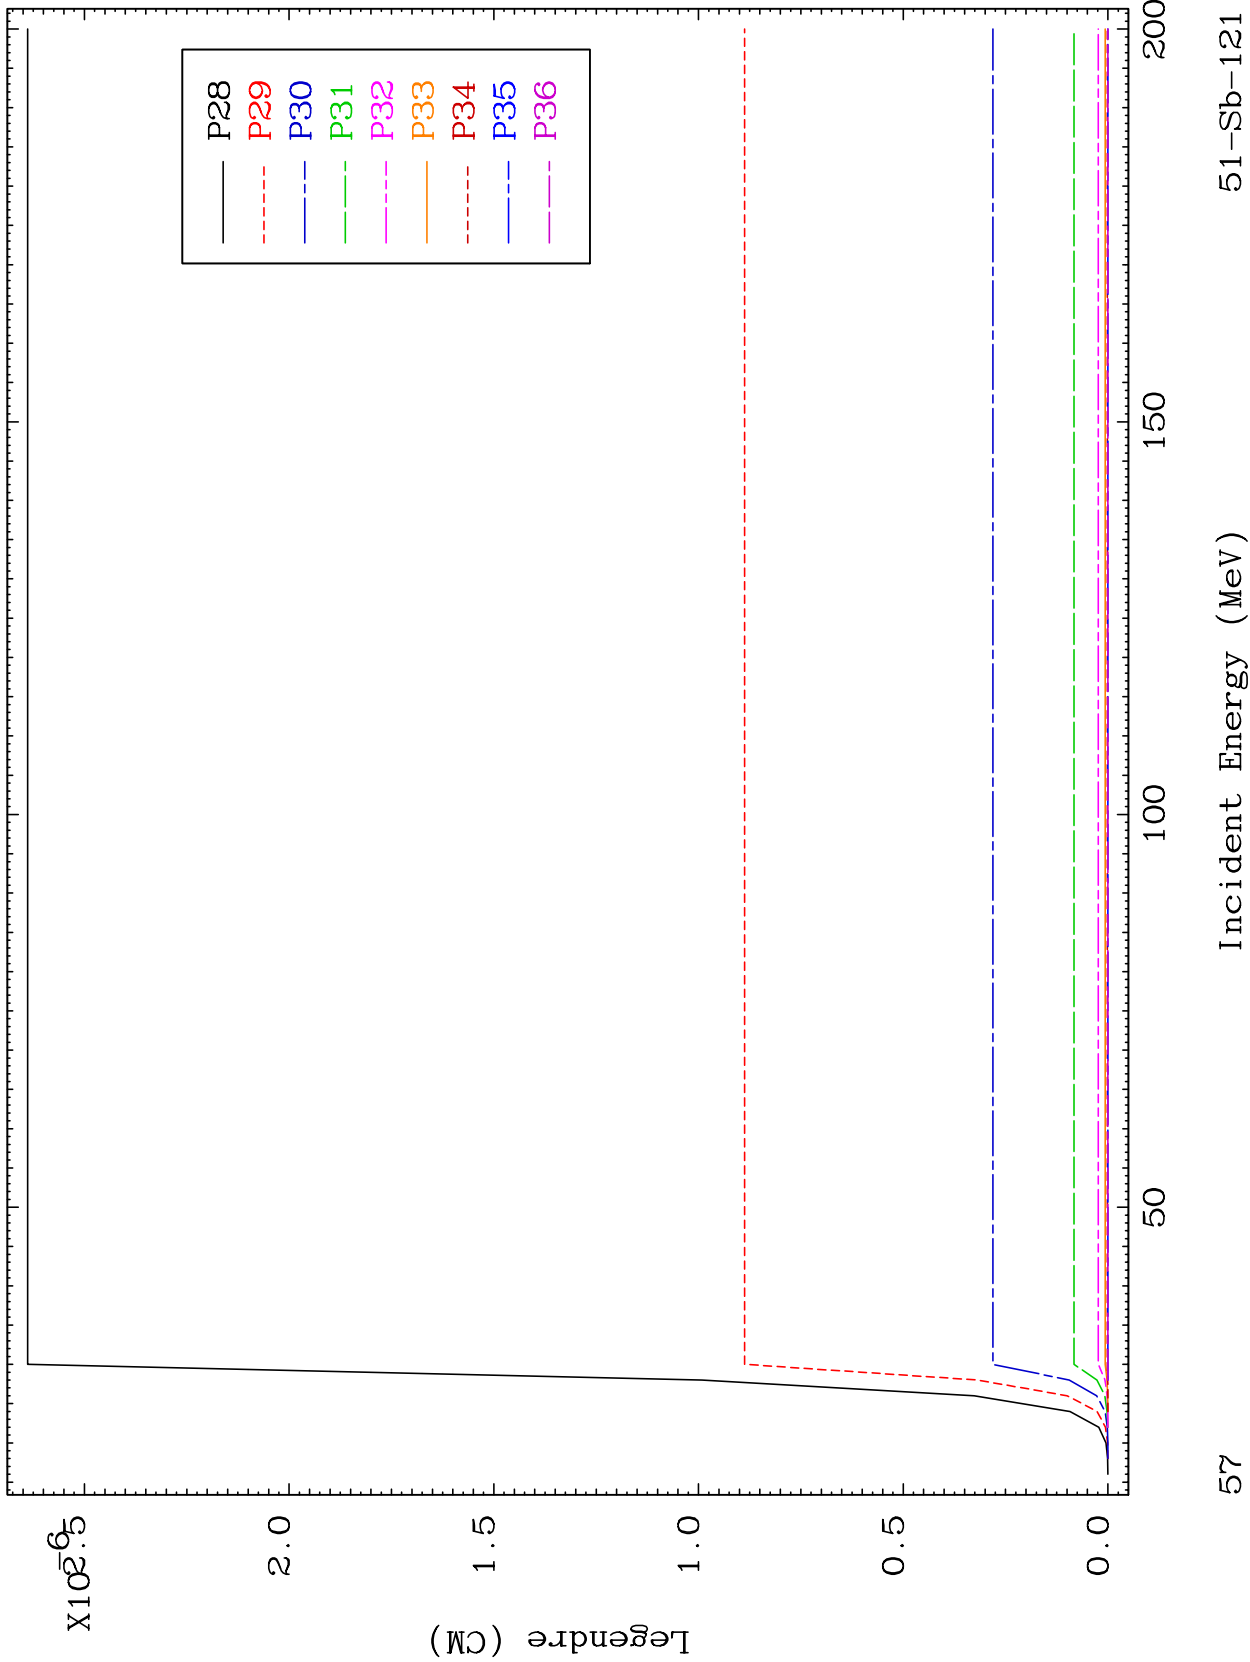 X10-6
2.5
2.0
1.5
1.0
0.5
0.0
Legendre (CM)
P28
P29
P30
P31
P32
P33
P34
P35
P36
50
100
150
200
57
Incident Energy (MeV)
51-Sb-121